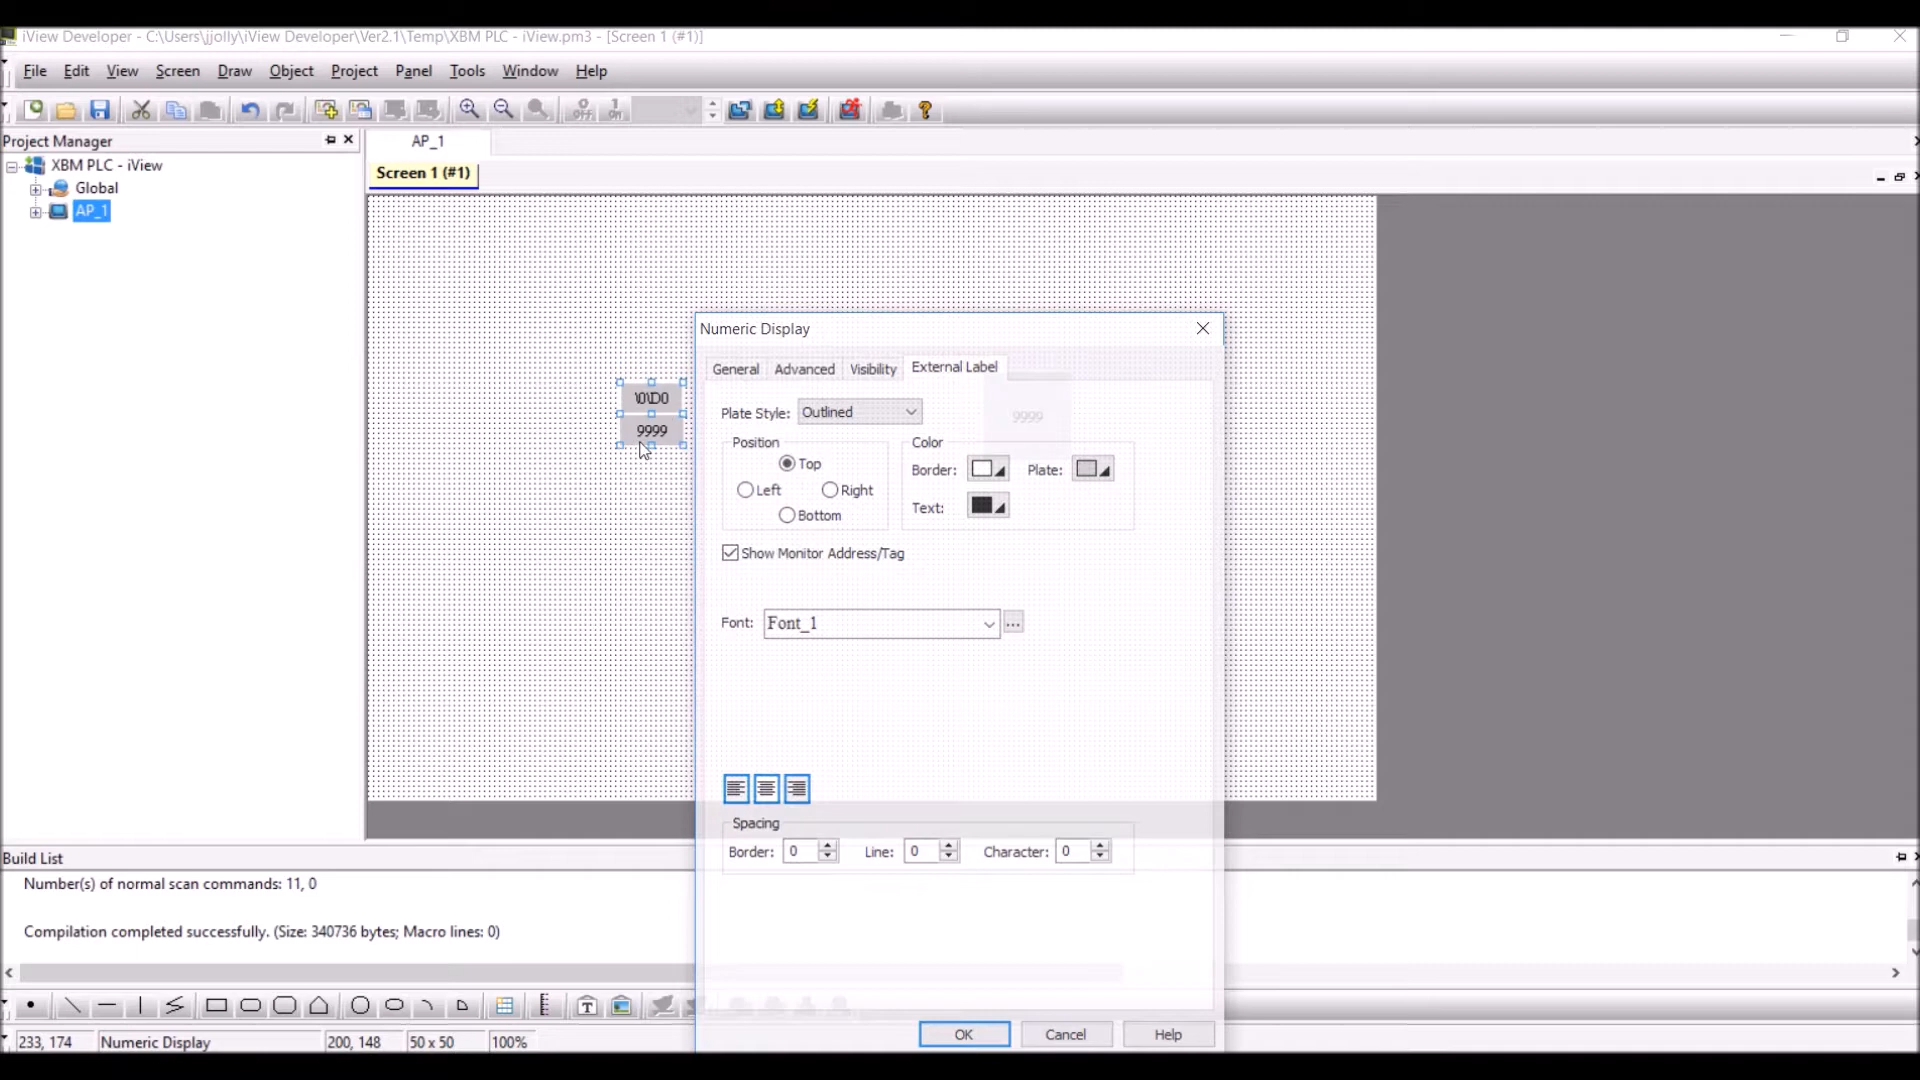 iView Developer - C:\Users\jjolly\iView Developer\Ver2.1\Temp\XBM PLC - iView.pm3 - [Screen 1 (#1)]
File Edit View Screen Draw Object Project Panel Tools Window Help
Project Manager
AP_1
XBM PLC - iView
Screen 1 (#1)
Global
AP_1
Numeric Display
General Advanced Visibility External Label
\0\D0
Plate Style: Outlined
9999
9999
Position
Color
Top
Border:
Plate:
Left
Right
Text:
Bottom
Show Monitor Address/Tag
Font: Font_1
...
Spacing
Border: 0
Line: 0
Character: 0
Build List
Number(s) of normal scan commands: 11, 0
Compilation completed successfully. (Size: 340736 bytes; Macro lines: 0)
OK
Cancel
Help
233, 174
Numeric Display
200, 148
50 x 50
100%